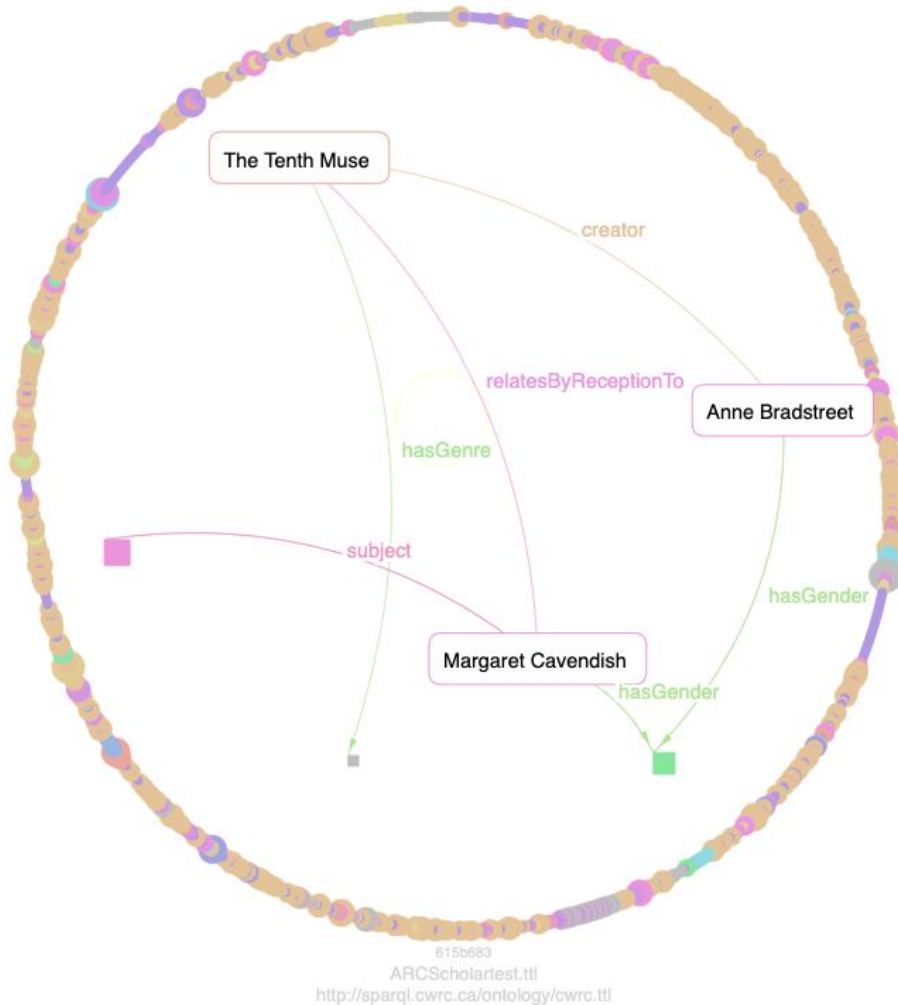 The Tenth Muse
creator
relatesByReceptionTo
Anne Bradstreet
hasGenre
subject
hasGender
Margaret Cavendish
hasGender
615b683
ARCScholartest.ttl
http://sparql.cwrc.ca/ontology/cwrc.ttl